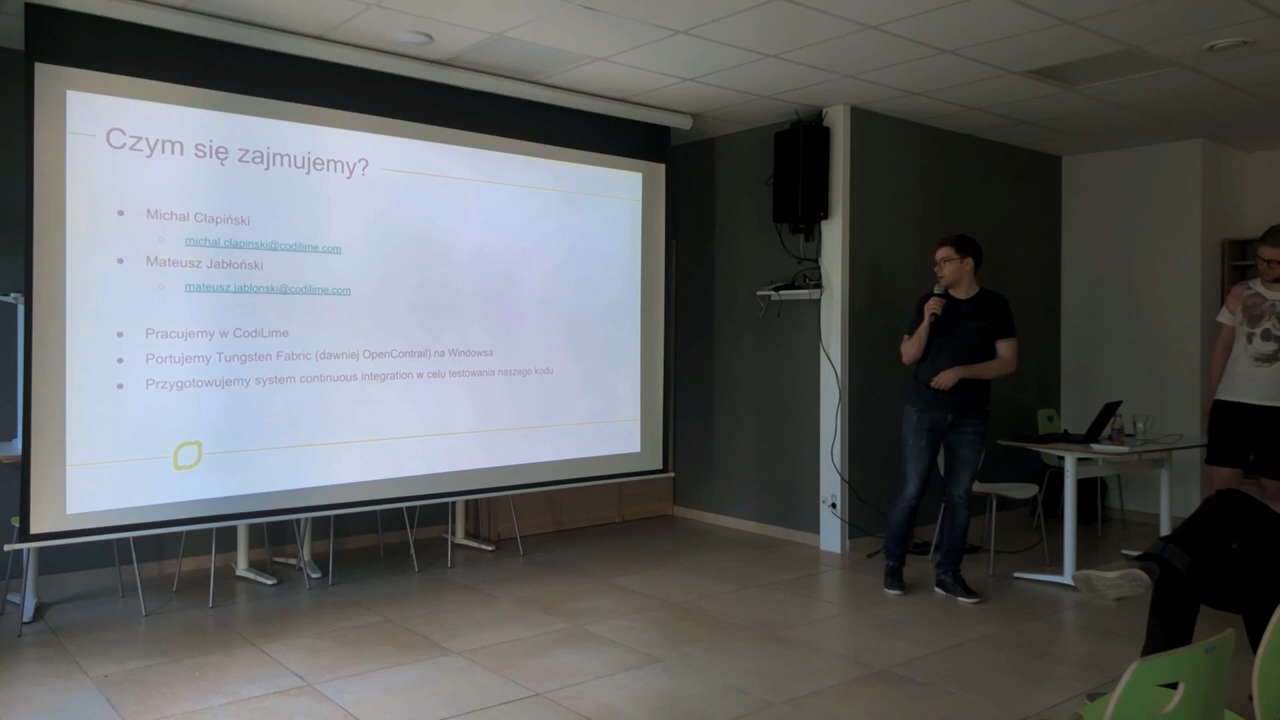 Czym się zajmujemy?
Michał Cłapiński
michal.clapinski@codilime.com
Mateusz Jabłoński
mateusz.jablonski@codilime.com
Pracujemy w CodiLime
Portujemy Tungsten Fabric (dawniej OpenContrail) na Windowsa
Przygotowujemy system continuous integration w celu testowania naszego kodu